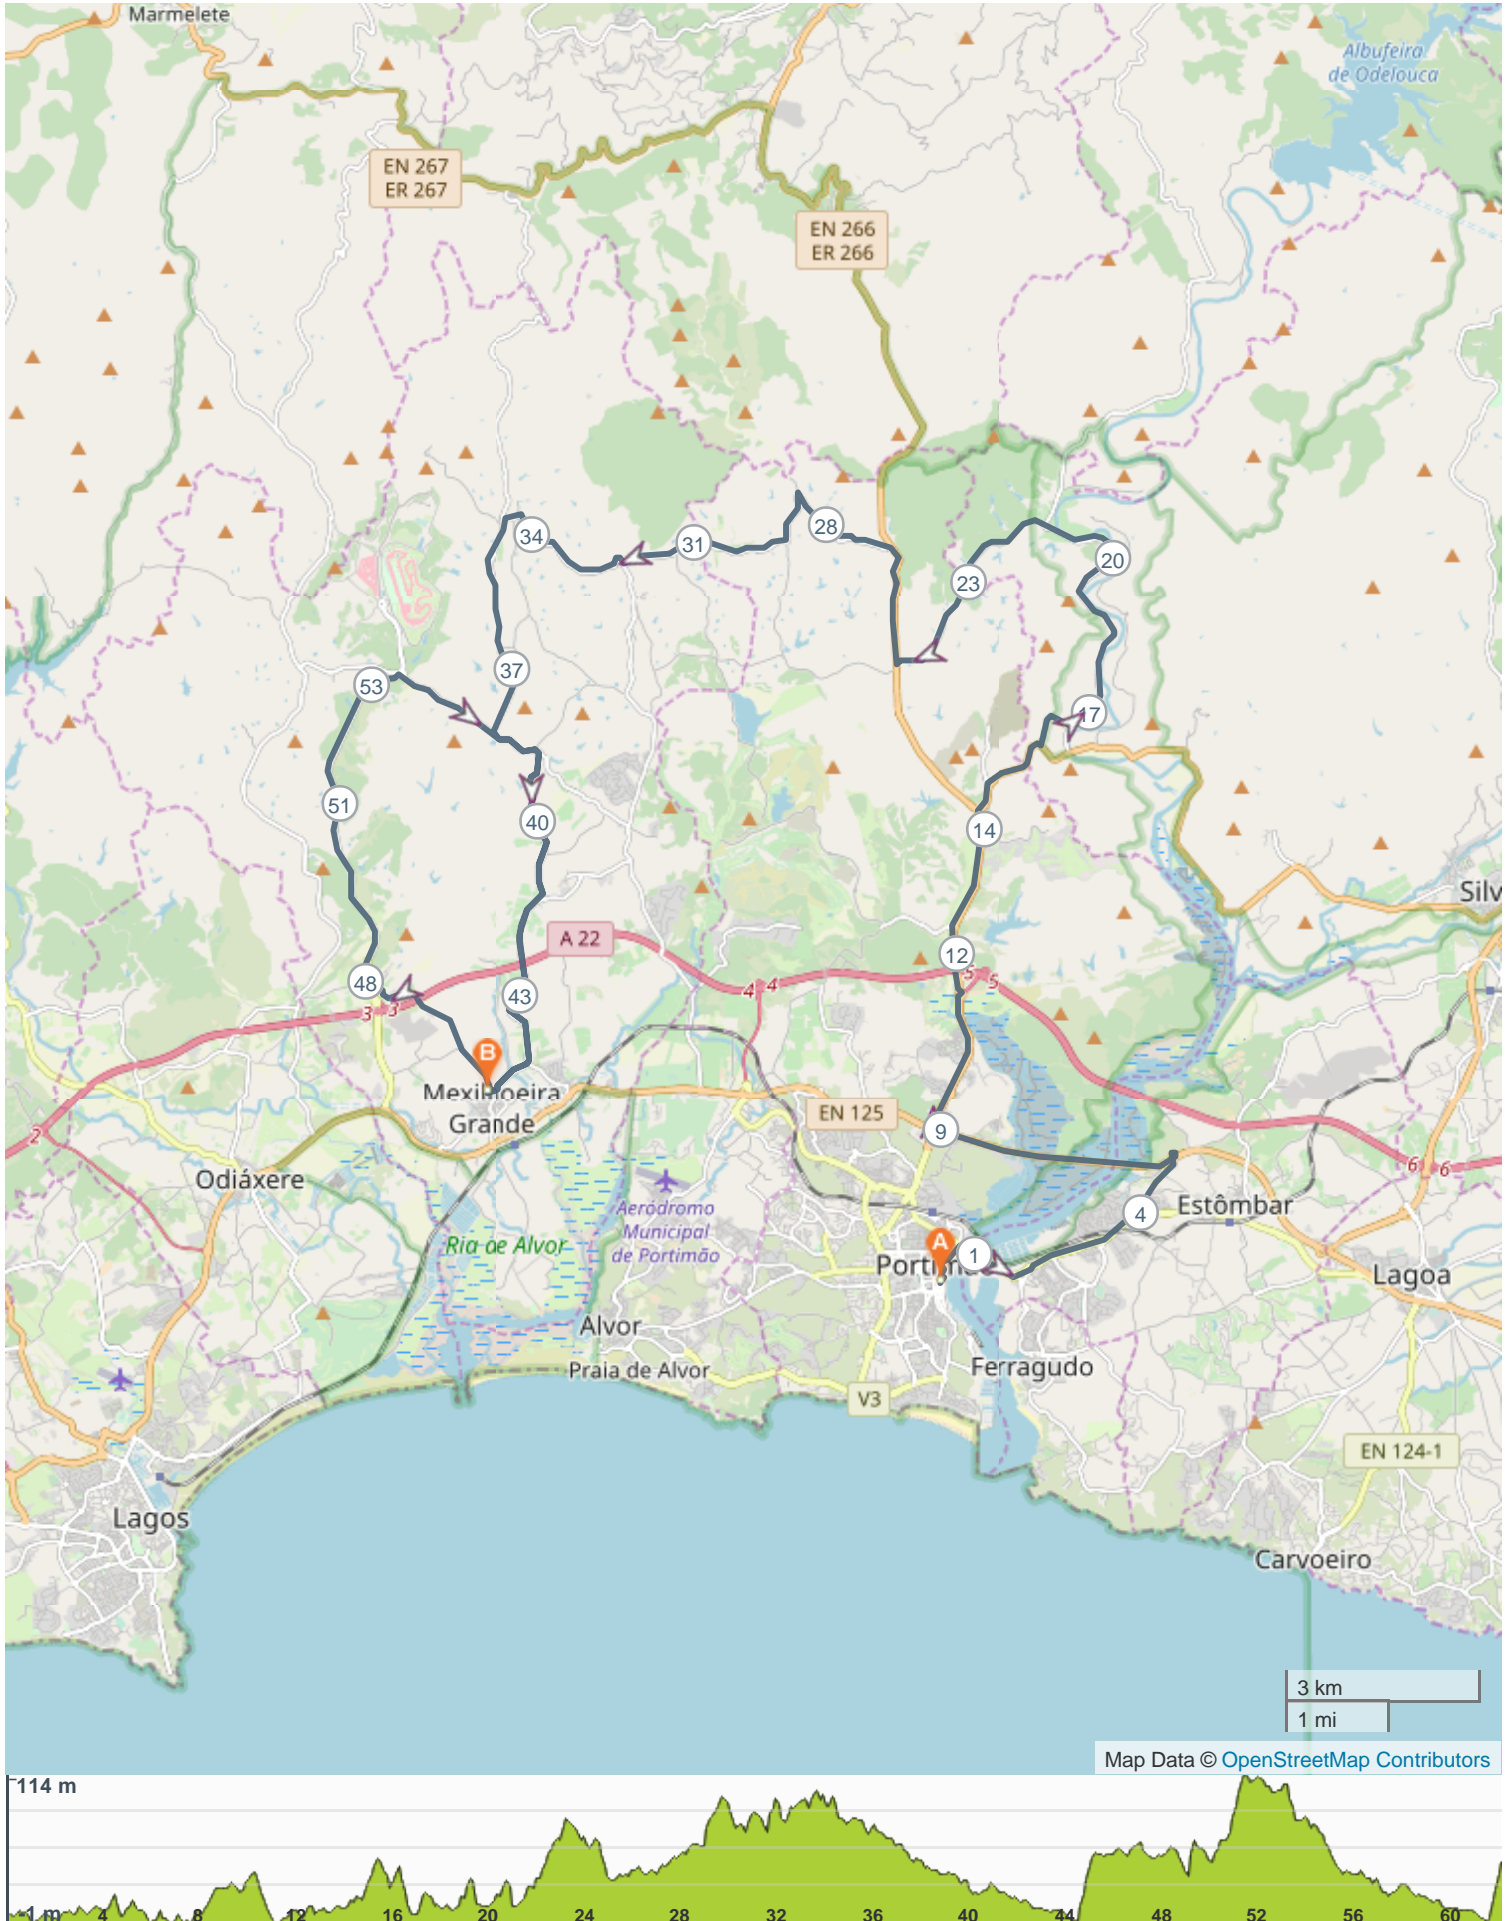 Marmelete
Albufeira
de Odelouca
EN 267
ER 267
EN 266
ER 266
34
28
31
20
23
37
53
17
51
40
14
Silv
A 22
12
5
5
4
4
48
43
3
3
B
Mexilhoeira
Grande
EN 125
9
2
6
6
Odiáxere
Aeródromo
Municipal
de Portimão
4
Estômbar
Ria de Alvor
A
1
Portimão
Lagoa
Alvor
Praia de Alvor
Ferragudo
V3
EN 124-1
Lagos
Carvoeiro
3 km
1 mi
Map Data © OpenStreetMap Contributors
114 m
-1 m
4
8
12
16
20
24
28
32
36
40
44
48
52
56
60